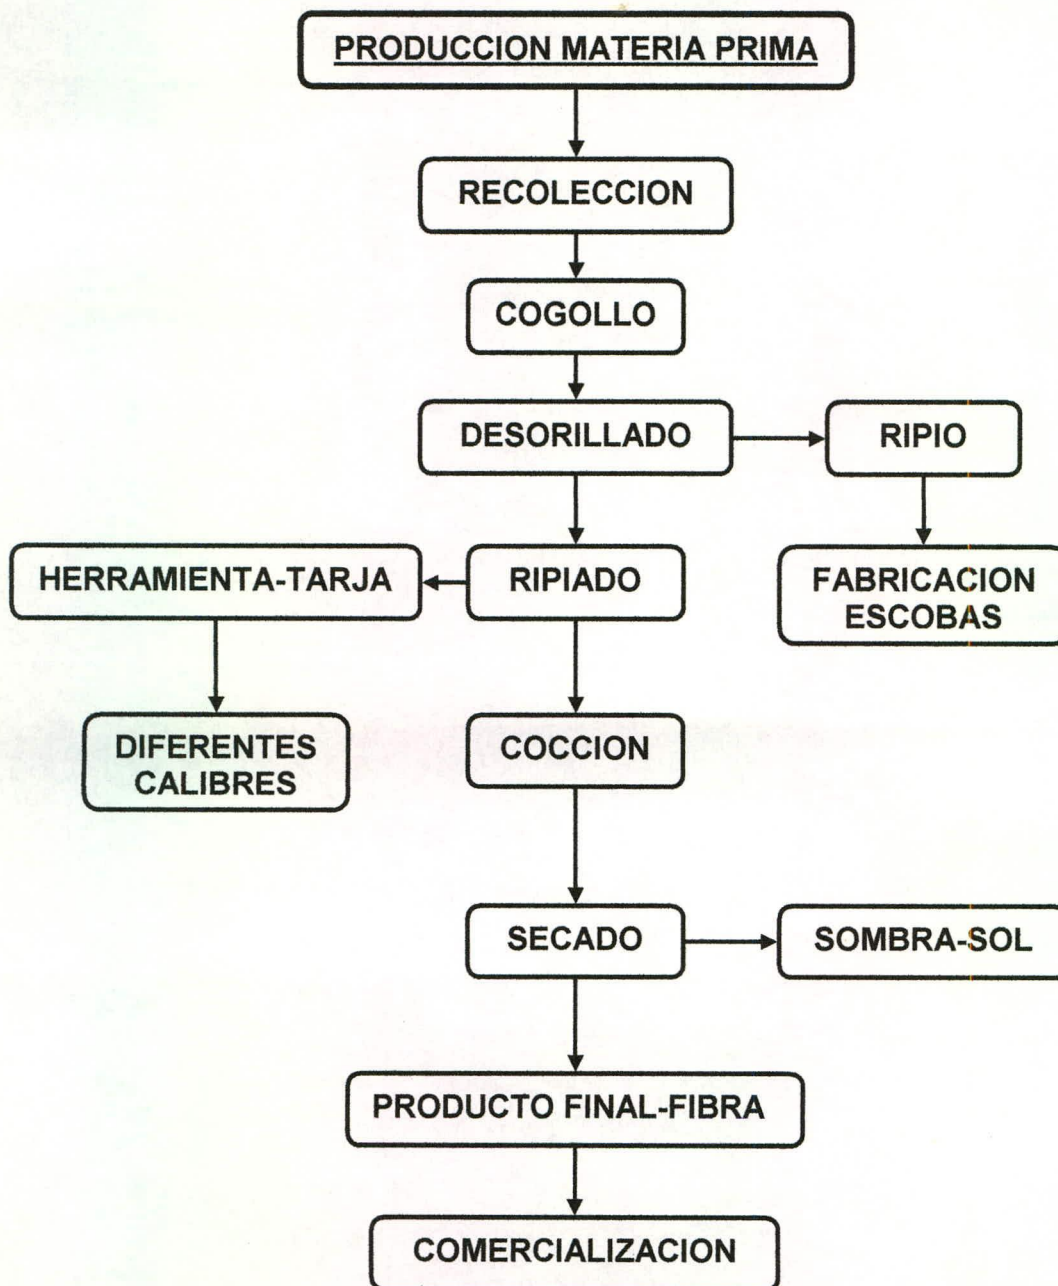 PRODUCCION MATERIA PRIMA
RECOLECCION
COGOLLO
DESORILLADO
RIPIO
HERRAMIENTA-TARJA
RIPIADO
FABRICACION
ESCOBAS
DIFERENTES
CALIBRES
COCCION
SECADO
SOMBRA-SOL
PRODUCTO FINAL-FIBRA
COMERCIALIZACION